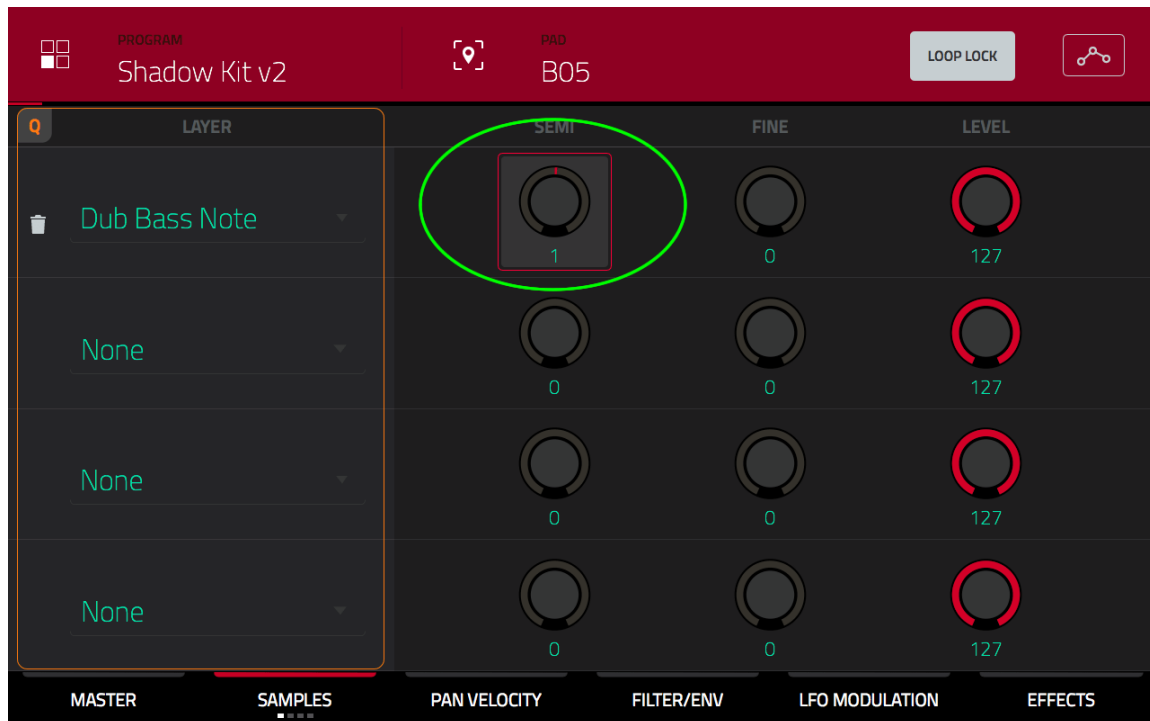 PROGRAM
Shadow Kit v2
PAD
B05
LOOP LOCK
Q
LAYER
SEMI
FINE
LEVEL
Dub Bass Note
1
0
127
None
0
0
127
None
0
0
127
None
0
0
127
MASTER
SAMPLES
PAN VELOCITY
FILTER/ENV
LFO MODULATION
EFFECTS